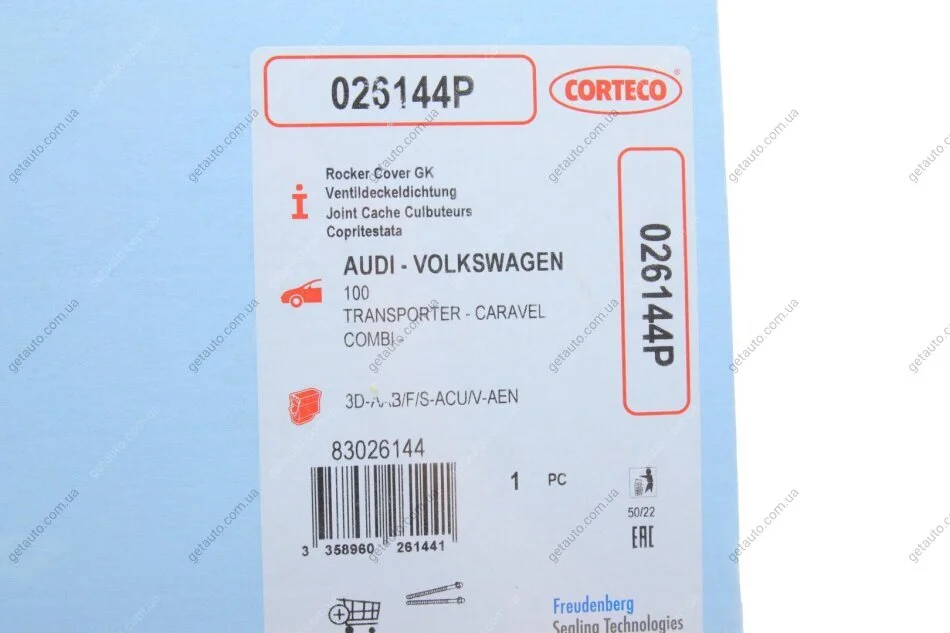 026144P
CORTECO®
026144P
Rocker Cover GK
Ventildeckeldichtung
Joint Cache Culbuteurs
Copritestata
AUDI - VOLKSWAGEN
100
TRANSPORTER - CARAVEL
COMBI
83026144
1 PC
50/22
EAC
3 358960 261441
Freudenberg
Sealing Technologies
getauto.com.ua